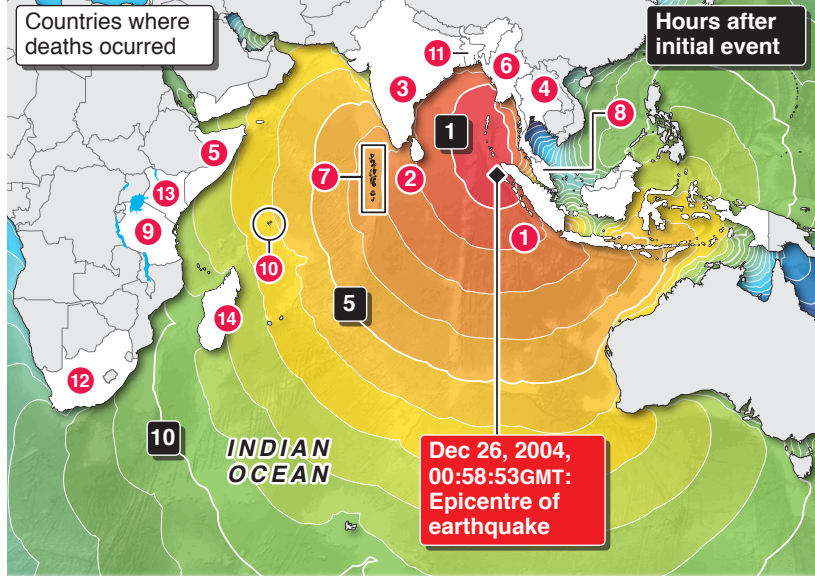 Countries where
deaths ocurred
Hours after
initial event
11
6
3
4
1
8
5
7
2
13
9
1
10
5
14
12
10
INDIAN
OCEAN
Dec 26, 2004,
00:58:53GMT:
Epicentre of
earthquake